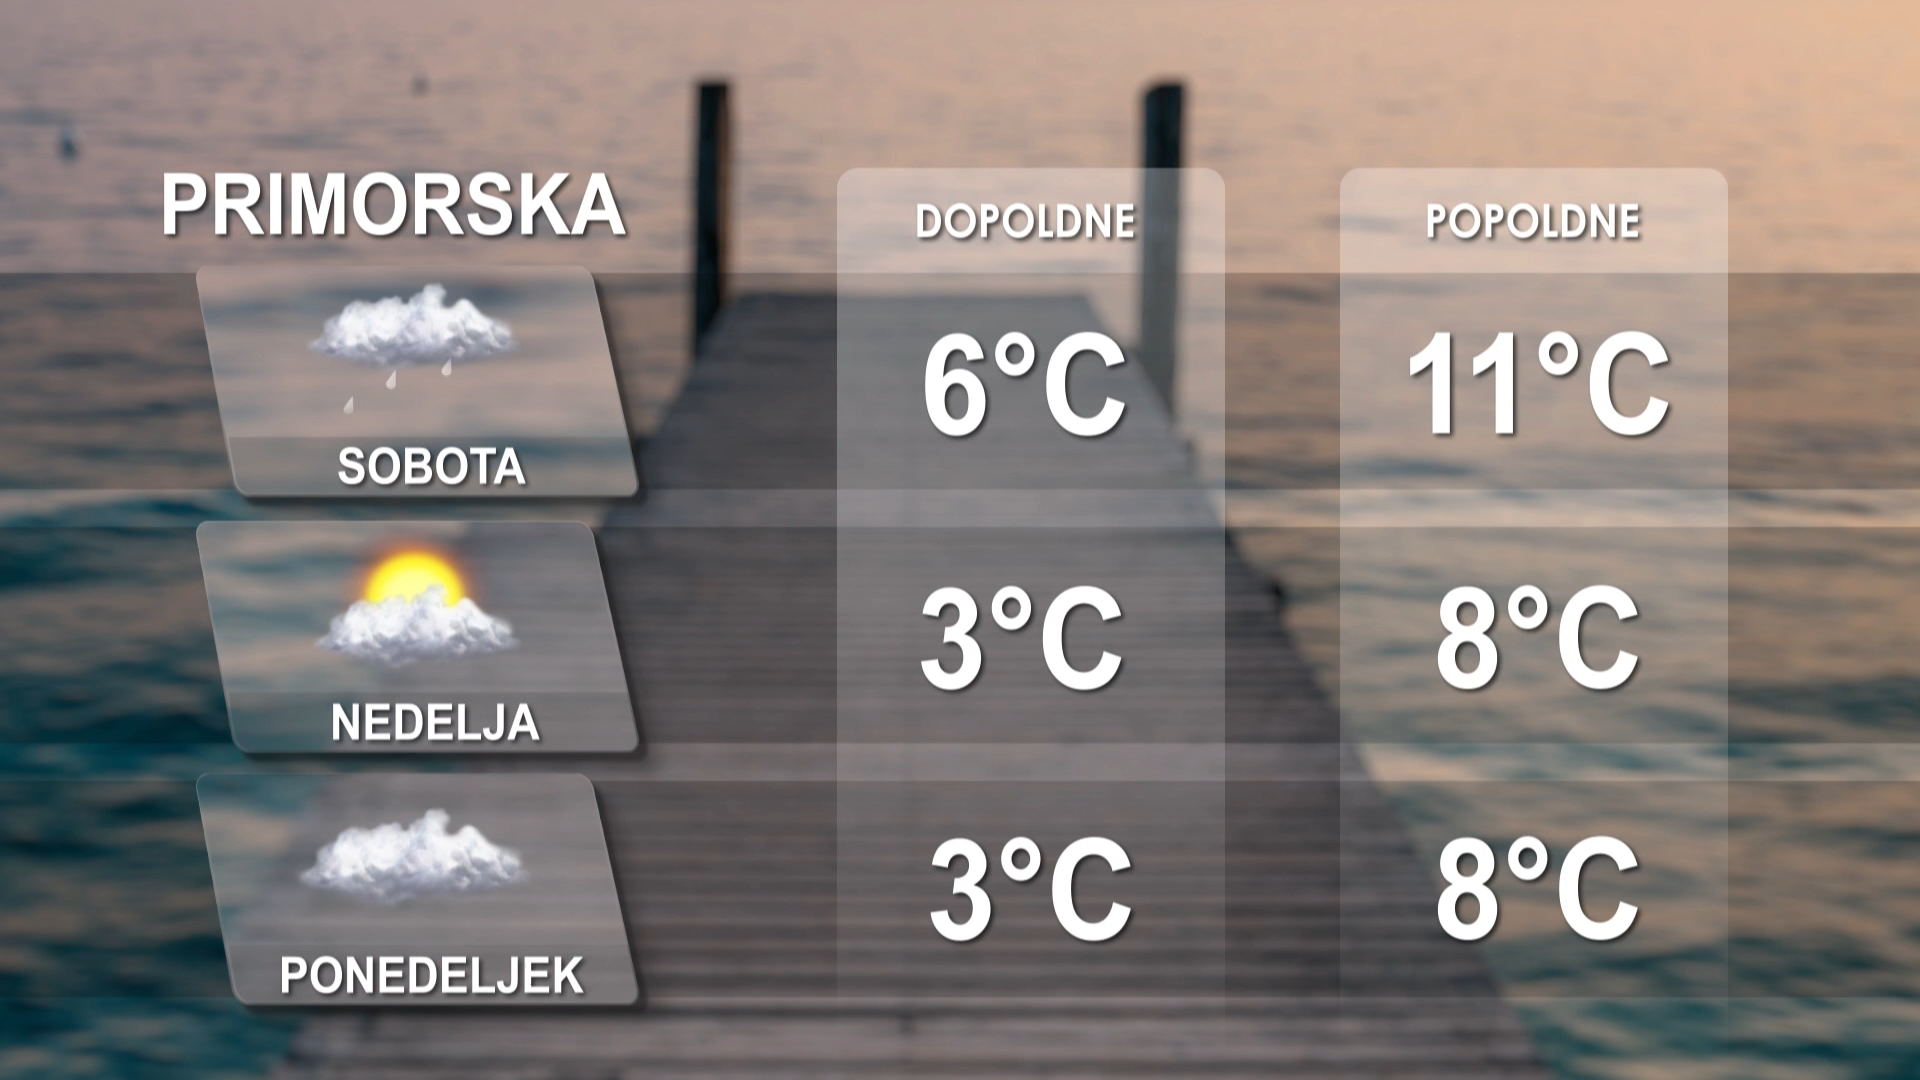 PRIMORSKA
DOPOLDNE
POPOLDNE
6°C
11°C
SOBOTA
3°C
8°C
NEDELJA
3°C
8°C
PONEDELJEK